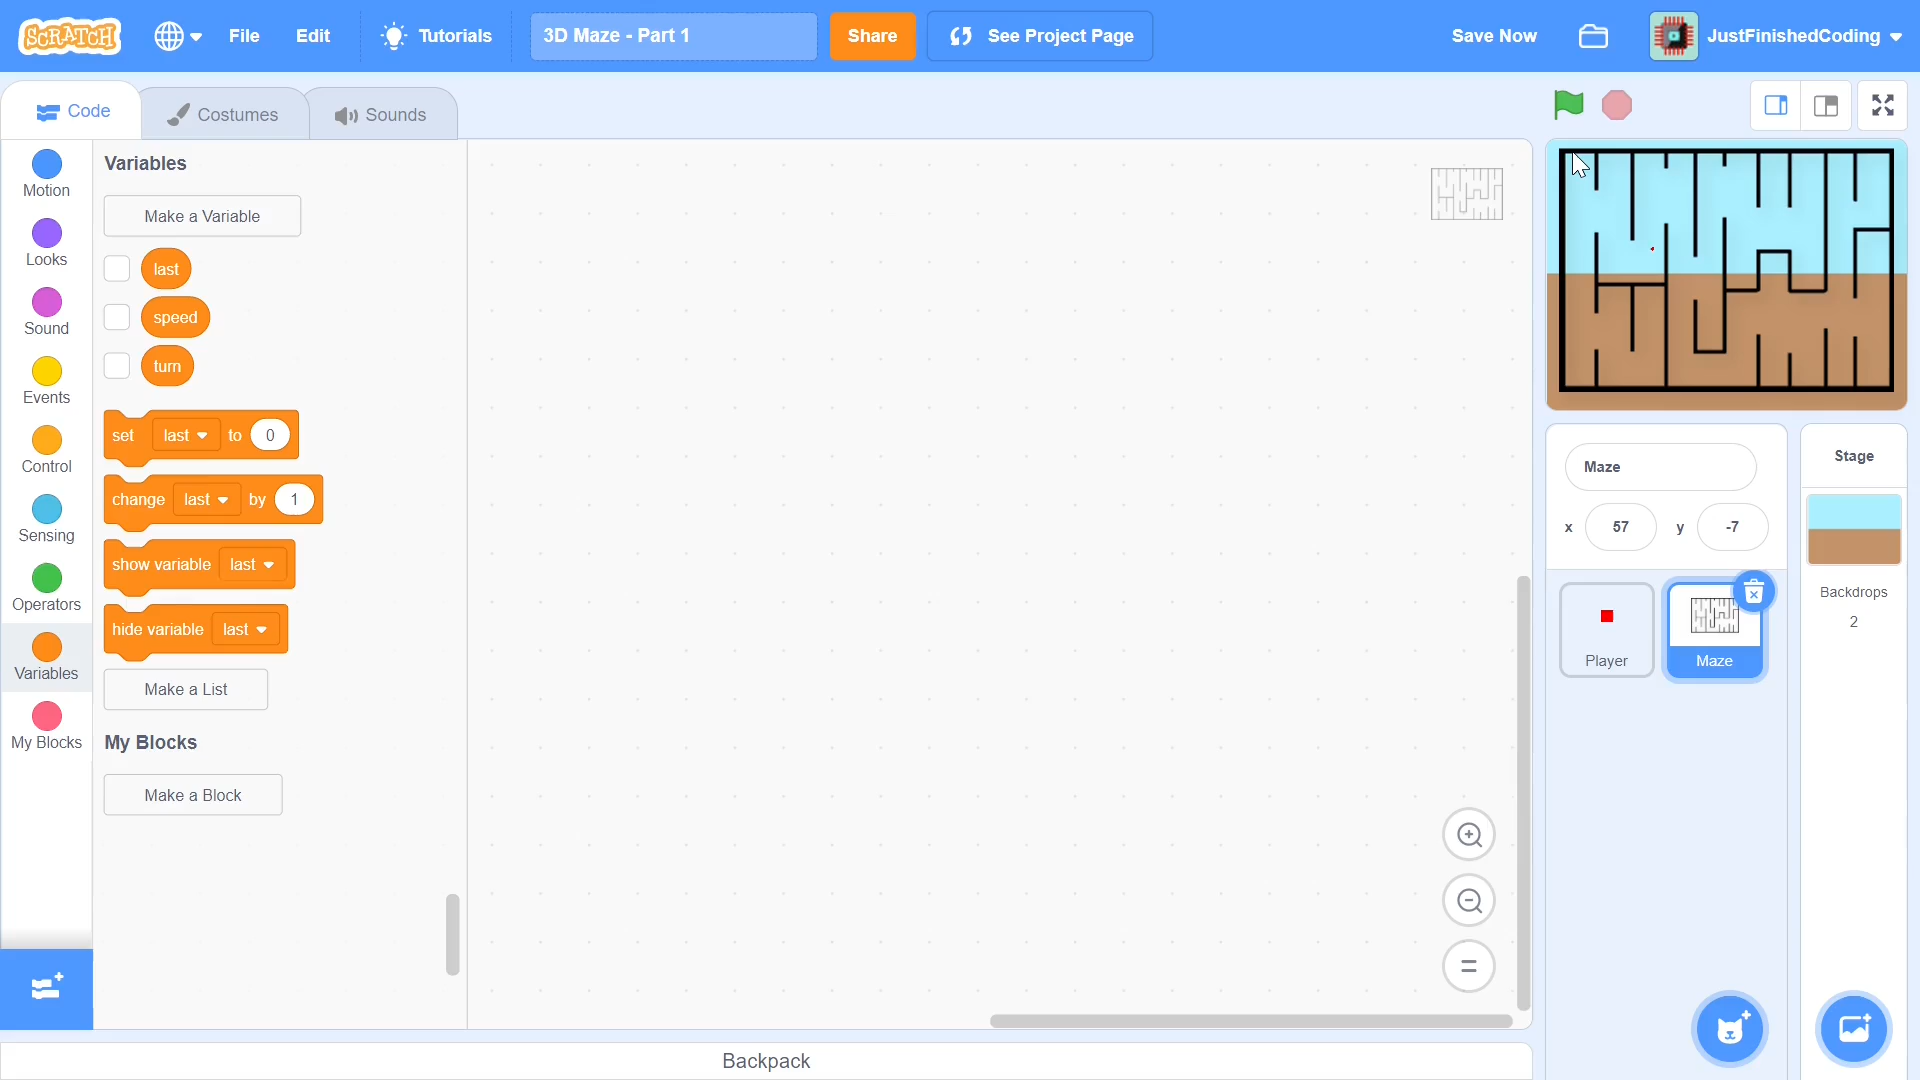 SCRATCH File Edit Tutorials 3D Maze - Part 1 Share See Project Page Save Now JustFinishedCoding
Code Costumes Sounds
Motion
Looks
Sound
Events
Control
Sensing
Operators
Variables
My Blocks
Variables
Make a Variable
last
speed
turn
set last to 0
change last by 1
show variable last
hide variable last
Make a List
My Blocks
Make a Block
Backpack
Maze
x 57 y -7
Player
Maze
Stage
Backdrops
2